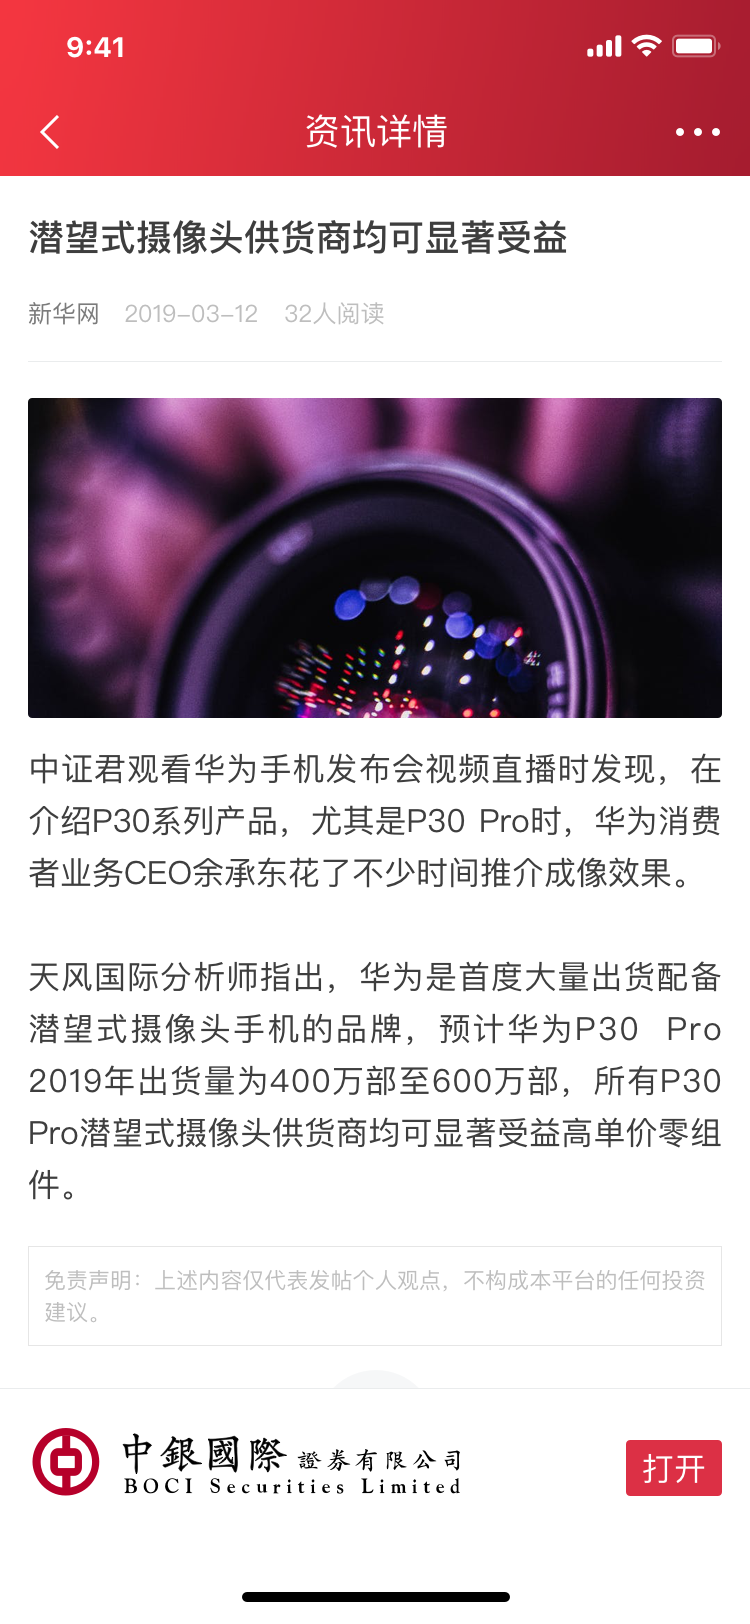 9:41
资讯详情
潜望式摄像头供货商均可显著受益
新华网 2019-03-12 32人阅读
中证君观看华为手机发布会视频直播时发现，在
介绍P30系列产品，尤其是P30 Pro时，华为消费
者业务CEO余承东花了不少时间推介成像效果。
天风国际分析师指出，华为是首度大量出货配备
潜望式摄像头手机的品牌，预计华为P30 Pro
2019年出货量为400万部至600万部，所有P30
Pro潜望式摄像头供货商均可显著受益高单价零组
件。
免责声明：上述内容仅代表发帖个人观点，不构成本平台的任何投资
建议。
中銀國際 證券有限公司
BOCI Securities Limited
打开